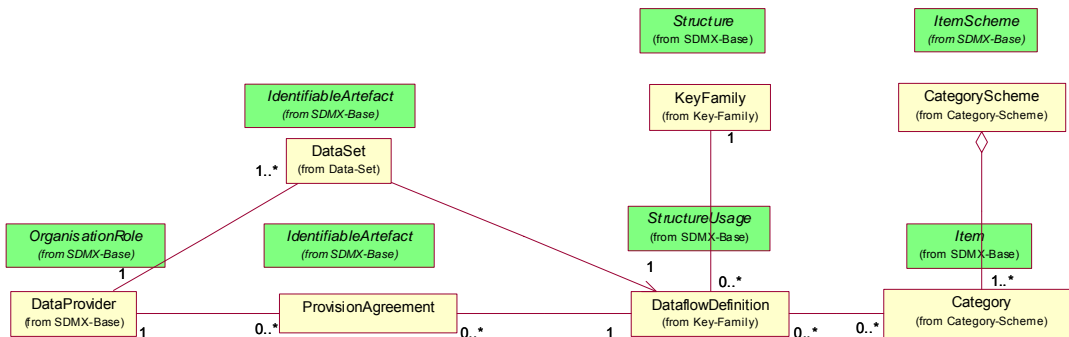 Structure
(from SDMX-Base)
ItemScheme
(from SDMX-Base)
IdentifiableArtefact
(from SDMX-Base)
KeyFamily
(from Key-Family)
CategoryScheme
(from Category-Scheme)
1
DataSet
(from Data-Set)
1..*
OrganisationRole
(from SDMX-Base)
IdentifiableArtefact
(from SDMX-Base)
StructureUsage
(from SDMX-Base)
Item
(from SDMX-Base)
1
1
0..*
1..*
DataProvider
(from SDMX-Base)
ProvisionAgreement
DataflowDefinition
(from Key-Family)
Category
(from Category-Scheme)
1
0..*
0..*
1
0..*
0..*